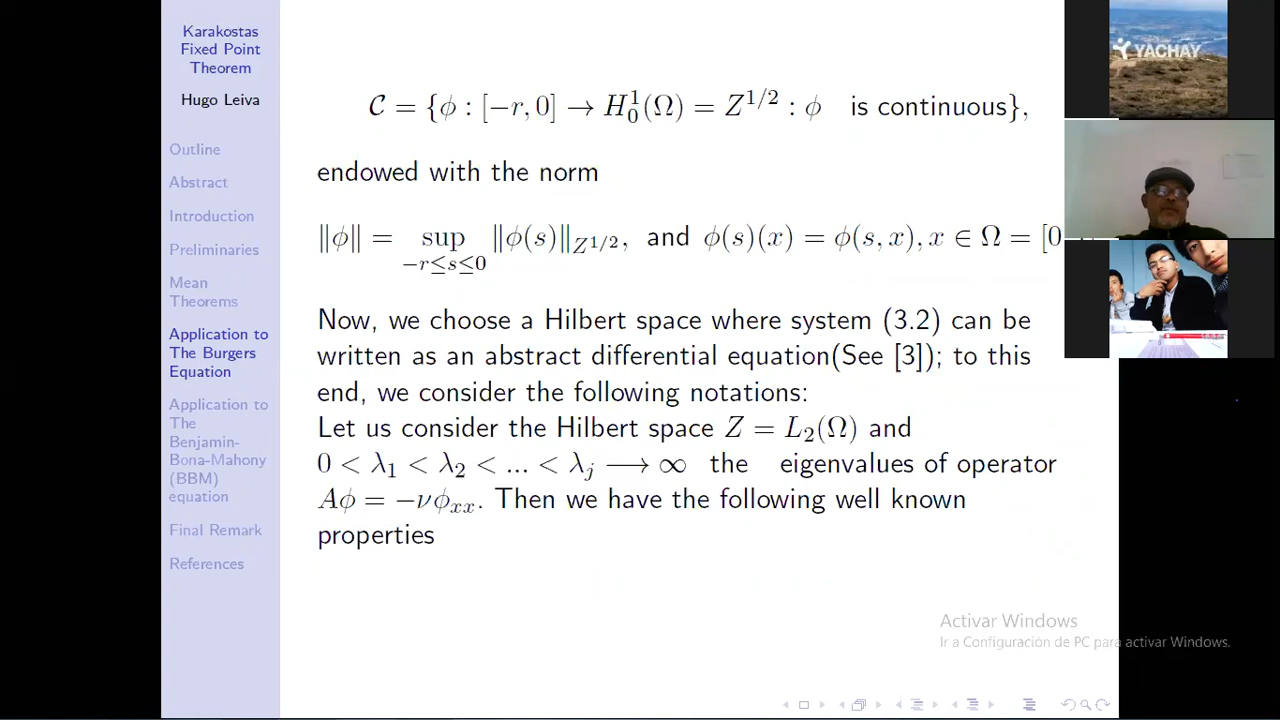 Karakostas
Fixed Point
Theorem
Hugo Leiva
Outline
Abstract
Introduction
Preliminaries
Mean
Theorems
Application to
The Burgers
Equation
Application to
The
Benjamin-
Bona-Mahony
(BBM)
equation
Final Remark
References
𝒞 = {ϕ : [−r, 0] → H₀¹(Ω) = Z^{1/2} : ϕ is continuous},
endowed with the norm
‖ϕ‖ = sup_{−r≤s≤0} ‖ϕ(s)‖_{Z^{1/2}}, and ϕ(s)(x) = ϕ(s, x), x ∈ Ω = [0
Now, we choose a Hilbert space where system (3.2) can be
written as an abstract differential equation(See [3]); to this
end, we consider the following notations:
Let us consider the Hilbert space Z = L₂(Ω) and
0 < λ₁ < λ₂ < ... < λⱼ ⟶ ∞ the eigenvalues of operator
Aϕ = −νϕₓₓ. Then we have the following well known
properties
YACHAY
Activar Windows
Ir a Configuración de PC para activar Windows.